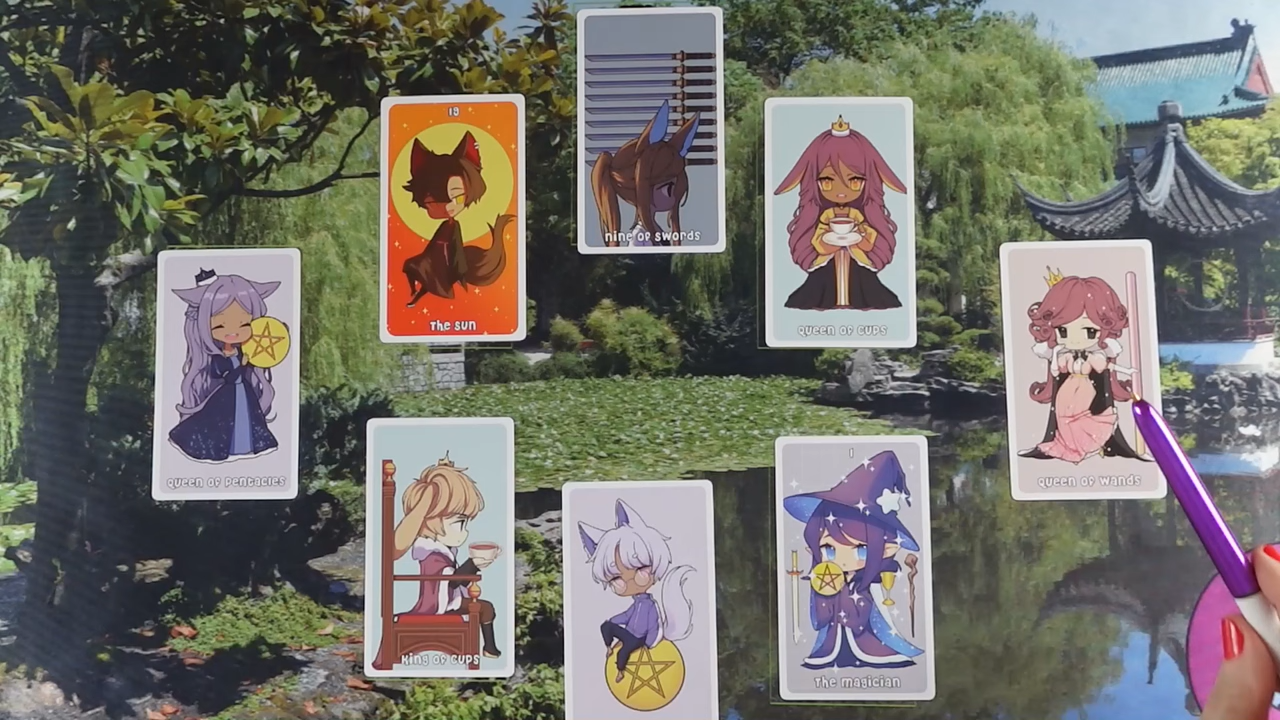 nine of swords
19
The sun
Queen of cups
Queen of Pentacles
Queen of wands
King of cups
I
The magician